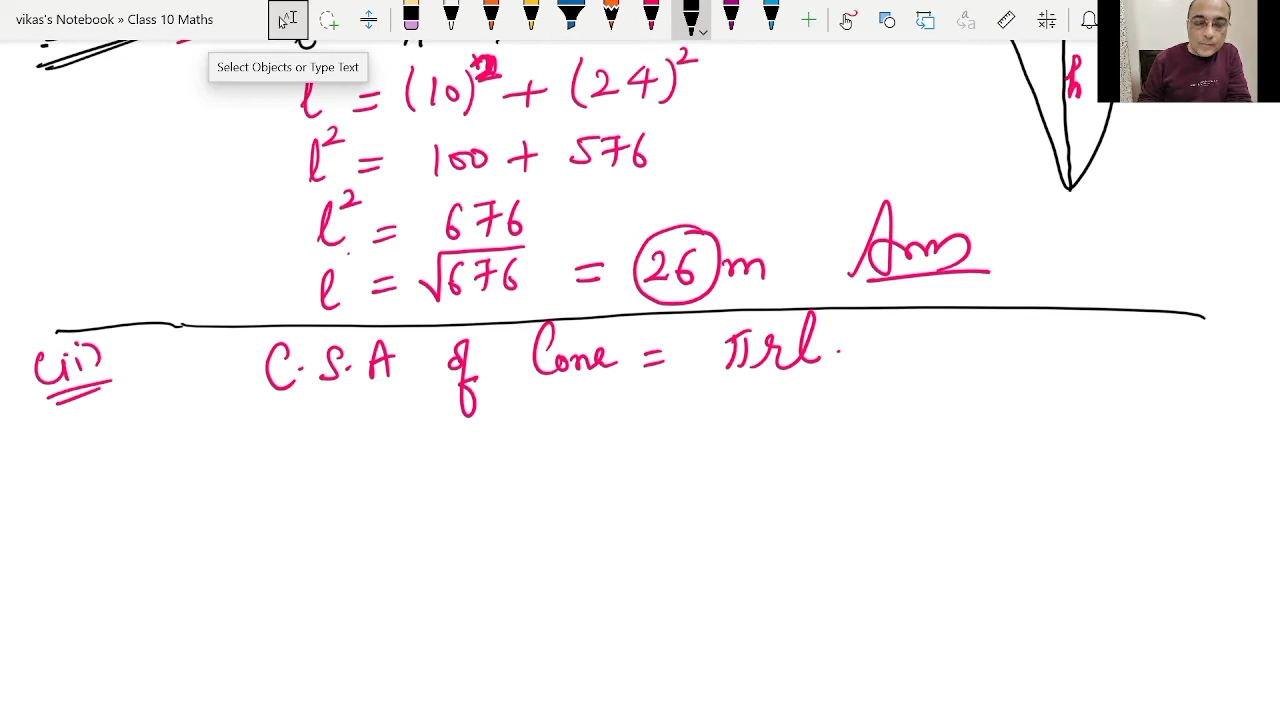 vikas's Notebook » Class 10 Maths
Select Objects or Type Text
l = (10)² + (24)²
l² = 100 + 576
l² = 676
l = √676 = 26 m Ans
(ii) C.S.A of Cone = πrl.
h